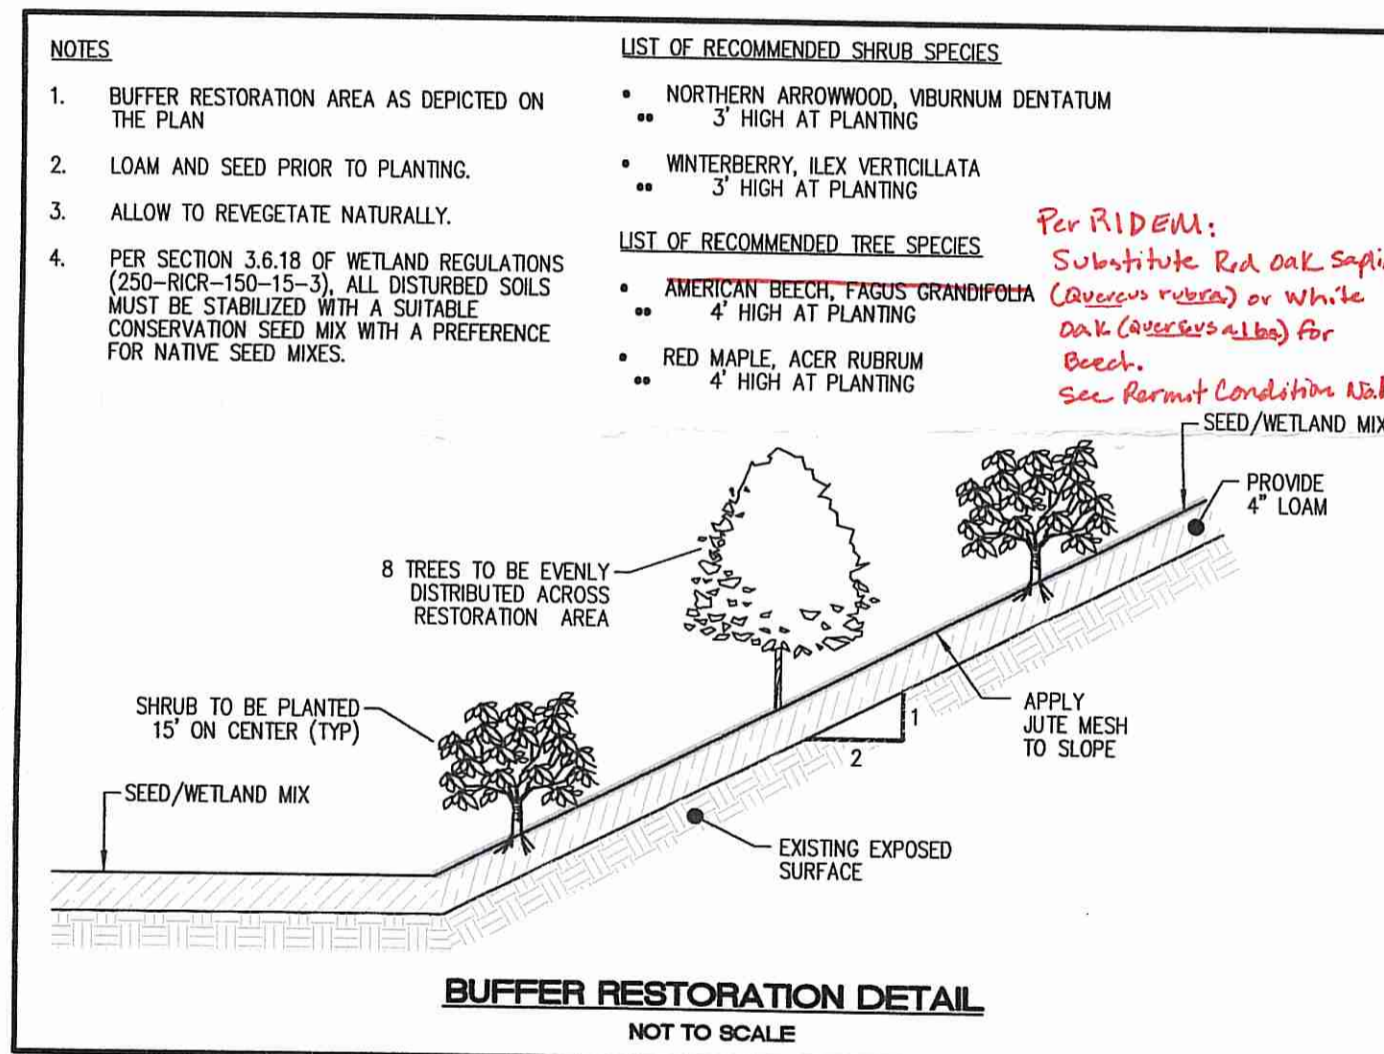 NOTES
1. BUFFER RESTORATION AREA AS DEPICTED ON
THE PLAN
2. LOAM AND SEED PRIOR TO PLANTING.
3. ALLOW TO REVEGETATE NATURALLY.
4. PER SECTION 3.6.18 OF WETLAND REGULATIONS
(250-RICR-150-15-3), ALL DISTURBED SOILS
MUST BE STABILIZED WITH A SUITABLE
CONSERVATION SEED MIX WITH A PREFERENCE
FOR NATIVE SEED MIXES.
LIST OF RECOMMENDED SHRUB SPECIES
• NORTHERN ARROWWOOD, VIBURNUM DENTATUM
•• 3' HIGH AT PLANTING
• WINTERBERRY, ILEX VERTICILLATA
•• 3' HIGH AT PLANTING
LIST OF RECOMMENDED TREE SPECIES
• AMERICAN BEECH, FAGUS GRANDIFOLIA
•• 4' HIGH AT PLANTING
• RED MAPLE, ACER RUBRUM
•• 4' HIGH AT PLANTING
Per RIDEM:
Substitute Red oak Sapli
(Quercus rubra) or white
oak (Quercus alba) for
Beech.
See Permit Condition No.
SEED/WETLAND MIX
PROVIDE
4" LOAM
8 TREES TO BE EVENLY
DISTRIBUTED ACROSS
RESTORATION AREA
SHRUB TO BE PLANTED
15' ON CENTER (TYP)
1
2
APPLY
JUTE MESH
TO SLOPE
SEED/WETLAND MIX
EXISTING EXPOSED
SURFACE
BUFFER RESTORATION DETAIL
NOT TO SCALE